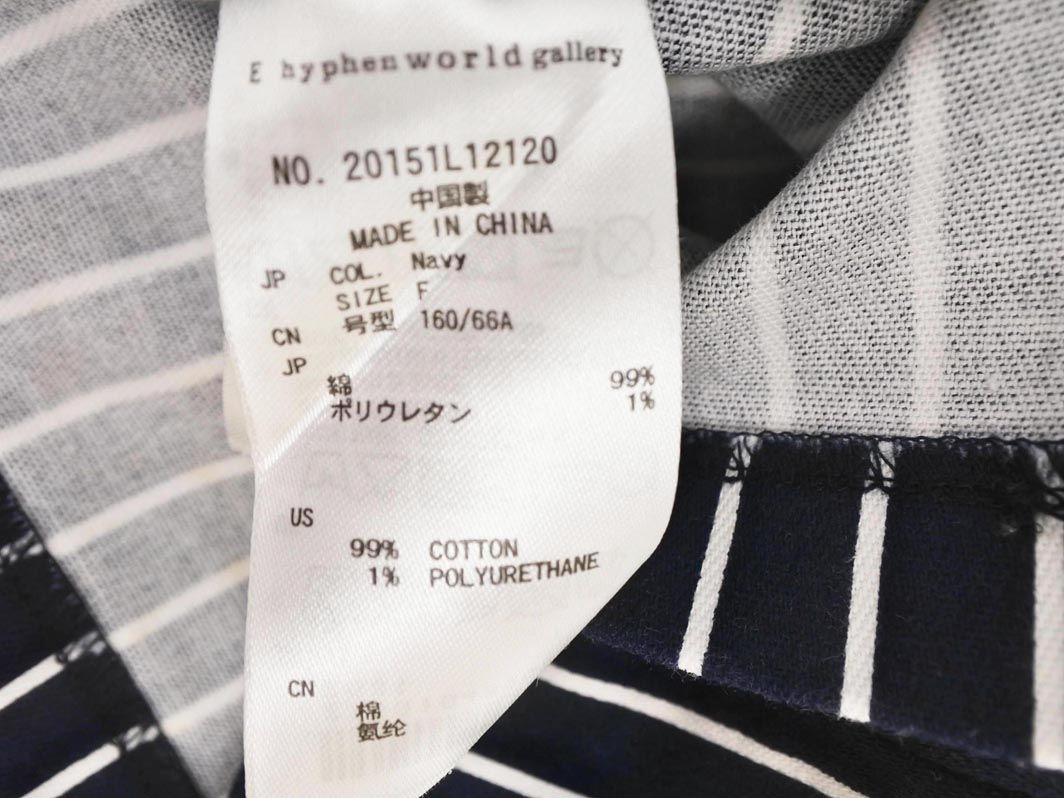 E hyphen world gallery
NO. 20151L12120
中国製
MADE IN CHINA
JP COL. Navy
SIZE F
CN 号型 160/66A
JP
綿 99%
ポリウレタン 1%
US
99% COTTON
1% POLYURETHANE
CN
棉
氨纶